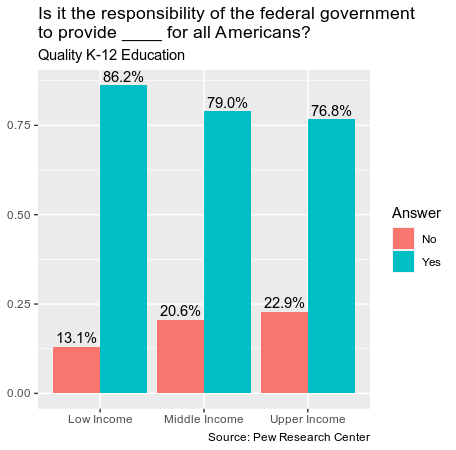 Is it the responsibility of the federal government
to provide _____ for all Americans?
Quality K-12 Education
86.2%
79.0%
76.8%
0.75
0.50
0.25
22.9%
20.6%
13.1%
0.00
Low Income Middle Income Upper Income
Answer
No
Yes
Source: Pew Research Center